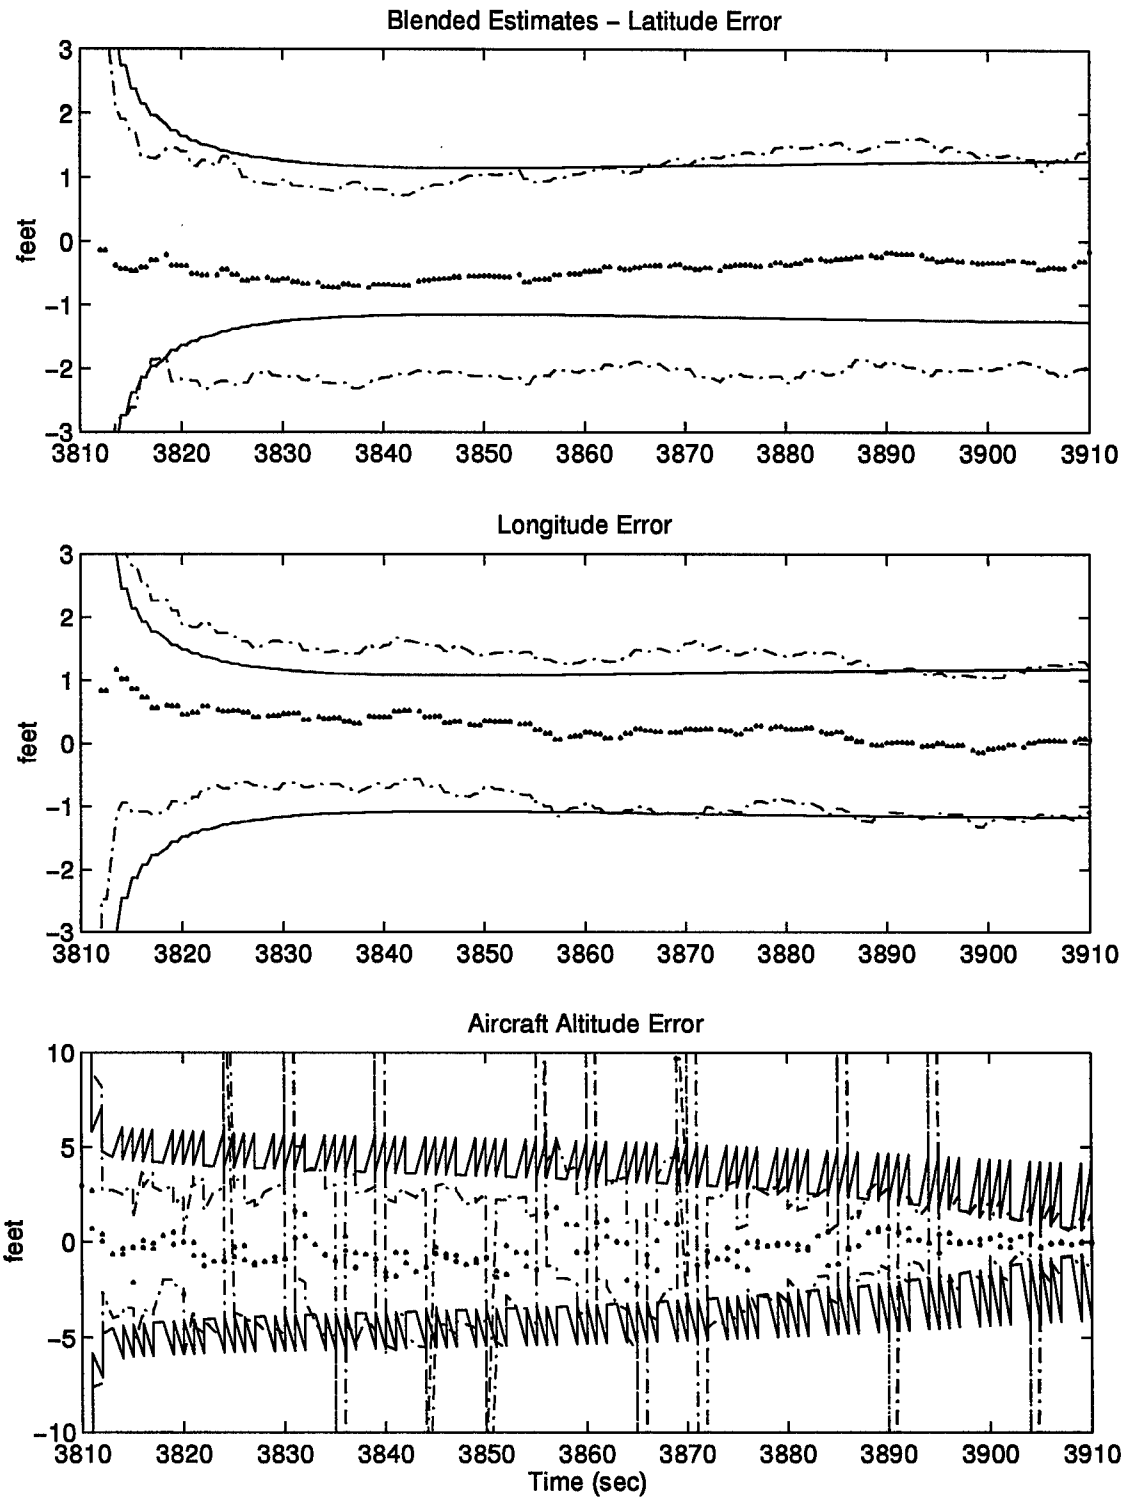 Blended Estimates – Latitude Error
3
2
1
0
−1
−2
−3
feet
3810 3820 3830 3840 3850 3860 3870 3880 3890 3900 3910
Longitude Error
3
2
1
0
−1
−2
−3
feet
3810 3820 3830 3840 3850 3860 3870 3880 3890 3900 3910
Aircraft Altitude Error
10
5
0
−5
−10
feet
3810 3820 3830 3840 3850 3860 3870 3880 3890 3900 3910
Time (sec)